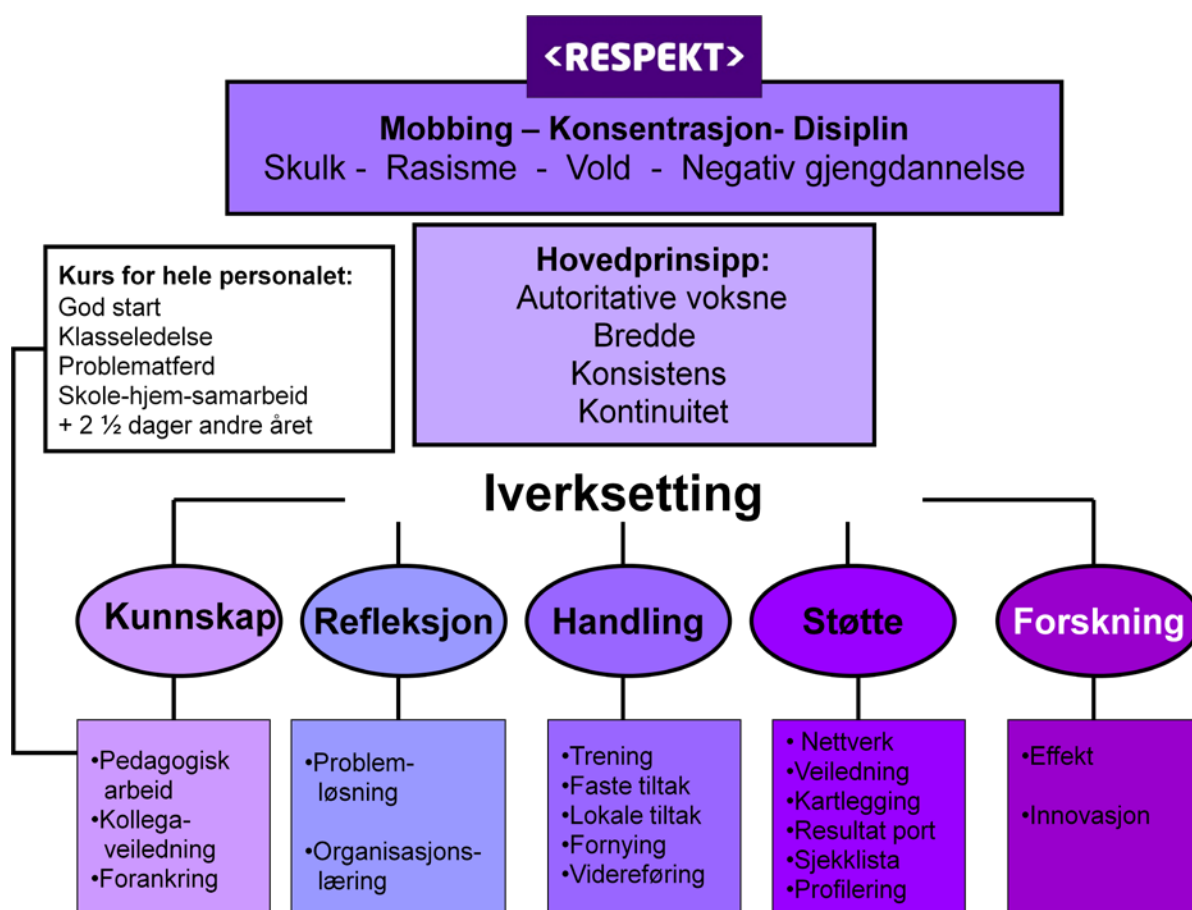 <RESPEKT>
Mobbing – Konsentrasjon- Disiplin
Skulk - Rasisme - Vold - Negativ gjengdannelse
Kurs for hele personalet:
God start
Klasseledelse
Problematferd
Skole-hjem-samarbeid
+ 2 ½ dager andre året
Hovedprinsipp:
Autoritative voksne
Bredde
Konsistens
Kontinuitet
Iverksetting
Kunnskap
Refleksjon
Handling
Støtte
Forskning
•Pedagogisk
arbeid
•Kollega-
veiledning
•Forankring
•Problem-
løsning
•Organisasjons-
læring
•Trening
•Faste tiltak
•Lokale tiltak
•Fornying
•Videreføring
• Nettverk
•Veiledning
•Kartlegging
•Resultat port
•Sjekklista
•Profilering
•Effekt
•Innovasjon